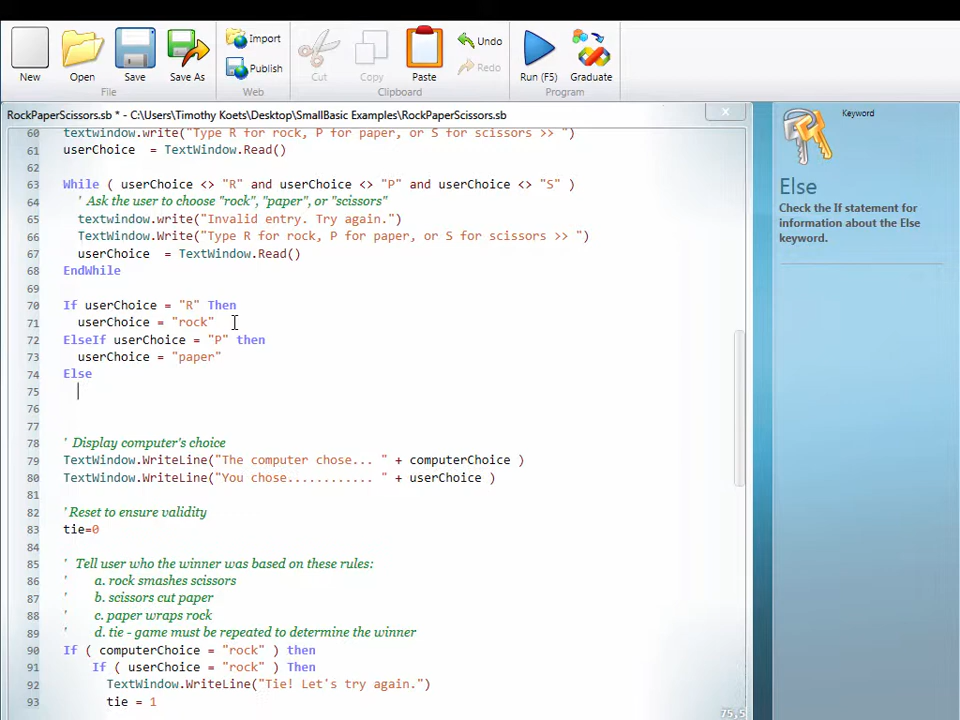 New
Open
Save
Save As
Import
Publish
Cut
Copy
Paste
Undo
Redo
Run (F5)
Graduate
File
Web
Clipboard
Program
RockPaperScissors.sb * - C:\Users\Timothy Koets\Desktop\SmallBasic Examples\RockPaperScissors.sb
x
60 textwindow.write("Type R for rock, P for paper, or S for scissors >> ")
61 userChoice  = TextWindow.Read()
62
63 While ( userChoice <> "R" and userChoice <> "P" and userChoice <> "S" )
64   ' Ask the user to choose "rock", "paper", or "scissors"
65   textwindow.write("Invalid entry. Try again.")
66   TextWindow.Write("Type R for rock, P for paper, or S for scissors >> ")
67   userChoice  = TextWindow.Read()
68 EndWhile
69
70 If userChoice = "R" Then
71   userChoice = "rock"
72 ElseIf userChoice = "P" then
73   userChoice = "paper"
74 Else
75
76
77
78 ' Display computer's choice
79 TextWindow.WriteLine("The computer chose... " + computerChoice )
80 TextWindow.WriteLine("You chose............ " + userChoice )
81
82 'Reset to ensure validity
83 tie=0
84
85 '  Tell user who the winner was based on these rules:
86 '      a. rock smashes scissors
87 '      b. scissors cut paper
88 '      c. paper wraps rock
89 '      d. tie - game must be repeated to determine the winner
90 If ( computerChoice = "rock" ) then
91     If ( userChoice = "rock" ) Then
92       TextWindow.WriteLine("Tie! Let's try again.")
93       tie = 1
75,5
Keyword
Else
Check the If statement for
information about the Else
keyword.